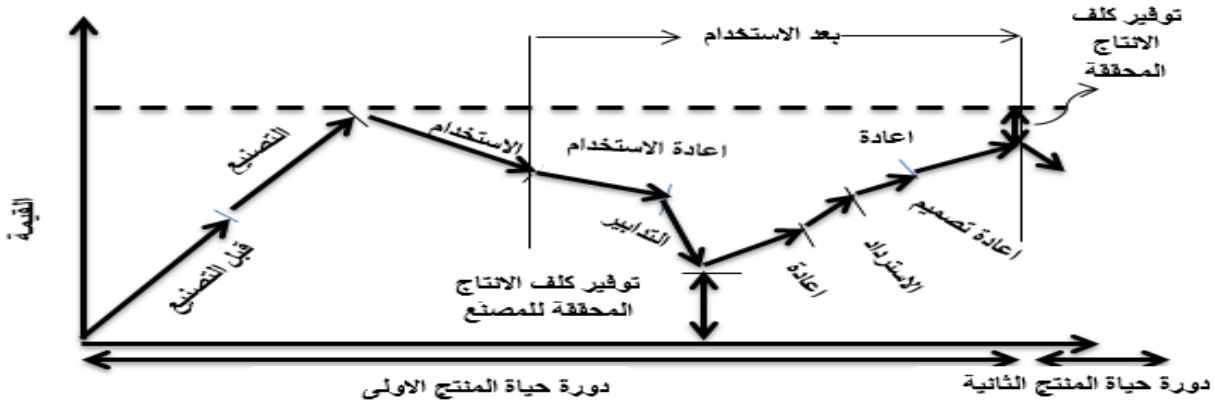 توفير كلف
الانتاج
المحققة
بعد الاستخدام
التصنيع
الاستخدام
اعادة الاستخدام
اعادة
القيمة
قبل التصنيع
التدابير
اعادة
الاسترداد
اعادة تصميم
توفير كلف الانتاج
المحققة للمصنع
دورة حياة المنتج الاولى
دورة حياة المنتج الثانية